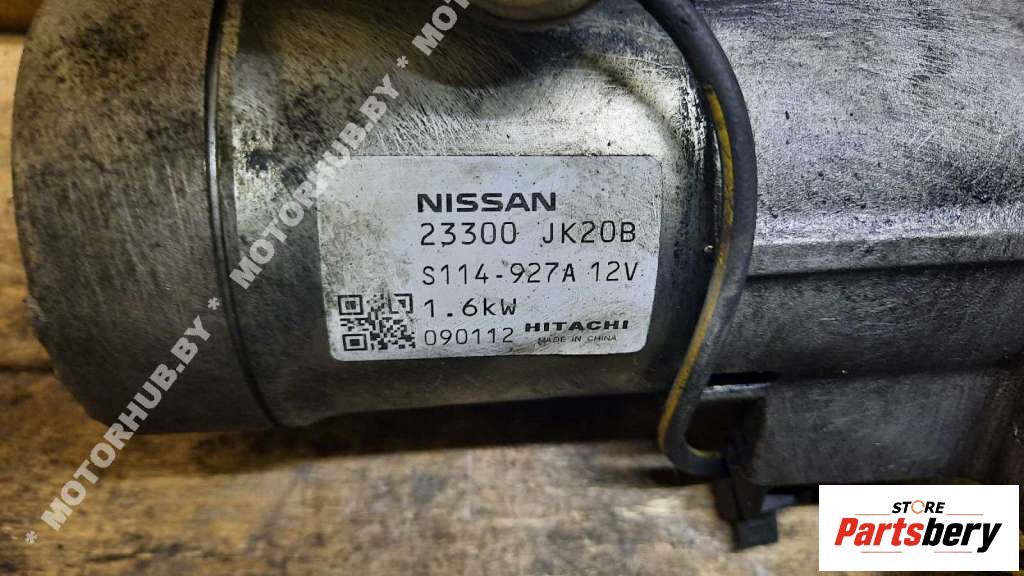 NISSAN
23300 JK20B
S114-927A 12V
1.6kW
090112 HITACHI
MADE IN CHINA
* MOTORHUB.BY * MOTORHUB.BY * MOTORHUB.BY * MO
STORE
Partsbery